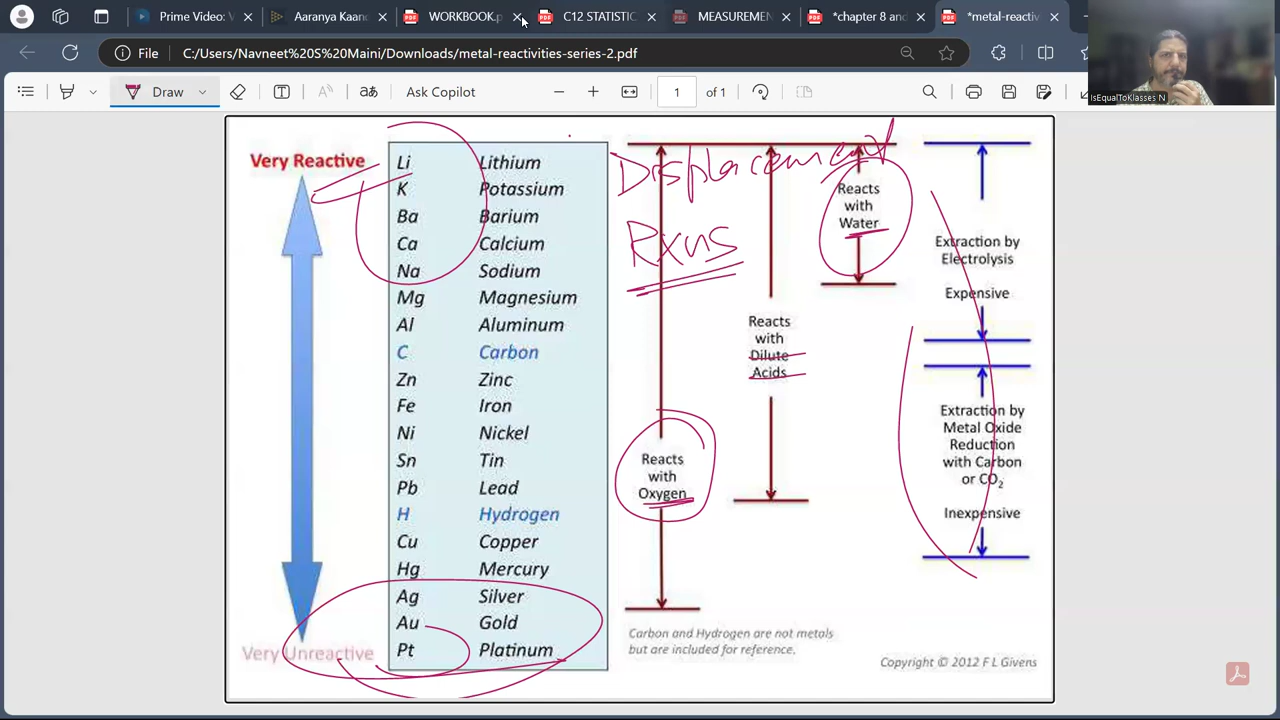 Prime Video: V
Aaranya Kaand
WORKBOOK.p
C12 STATISTIC
MEASUREMEN
*chapter 8 and
*metal-reactiv
File
C:/Users/Navneet%20S%20Maini/Downloads/metal-reactivities-series-2.pdf
Draw
Ask Copilot
1 of 1
IsEqualToKlasses N
Very Reactive
Very Unreactive
Li Lithium
K Potassium
Ba Barium
Ca Calcium
Na Sodium
Mg Magnesium
Al Aluminum
C Carbon
Zn Zinc
Fe Iron
Ni Nickel
Sn Tin
Pb Lead
H Hydrogen
Cu Copper
Hg Mercury
Ag Silver
Au Gold
Pt Platinum
Displacement
Rxns
Reacts
with
Oxygen
Reacts
with
Dilute
Acids
Reacts
with
Water
Extraction by
Electrolysis
Expensive
Extraction by
Metal Oxide
Reduction
with Carbon
or CO₂
Inexpensive
Carbon and Hydrogen are not metals
but are included for reference.
Copyright © 2012 F L Givens